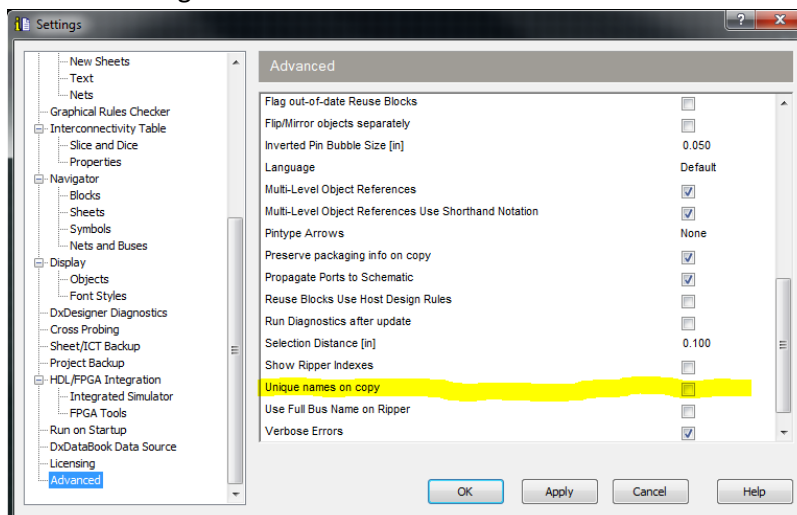 Settings
New Sheets
Text
Nets
Graphical Rules Checker
Interconnectivity Table
Slice and Dice
Properties
Navigator
Blocks
Sheets
Symbols
Nets and Buses
Display
Objects
Font Styles
DxDesigner Diagnostics
Cross Probing
Sheet/ICT Backup
Project Backup
HDL/FPGA Integration
Integrated Simulator
FPGA Tools
Run on Startup
DxDataBook Data Source
Licensing
Advanced
Advanced
Flag out-of-date Reuse Blocks
Flip/Mirror objects separately
Inverted Pin Bubble Size [in] 0.050
Language Default
Multi-Level Object References
Multi-Level Object References Use Shorthand Notation
Pintype Arrows None
Preserve packaging info on copy
Propagate Ports to Schematic
Reuse Blocks Use Host Design Rules
Run Diagnostics after update
Selection Distance [in] 0.100
Show Ripper Indexes
Unique names on copy
Use Full Bus Name on Ripper
Verbose Errors
OK Apply Cancel Help